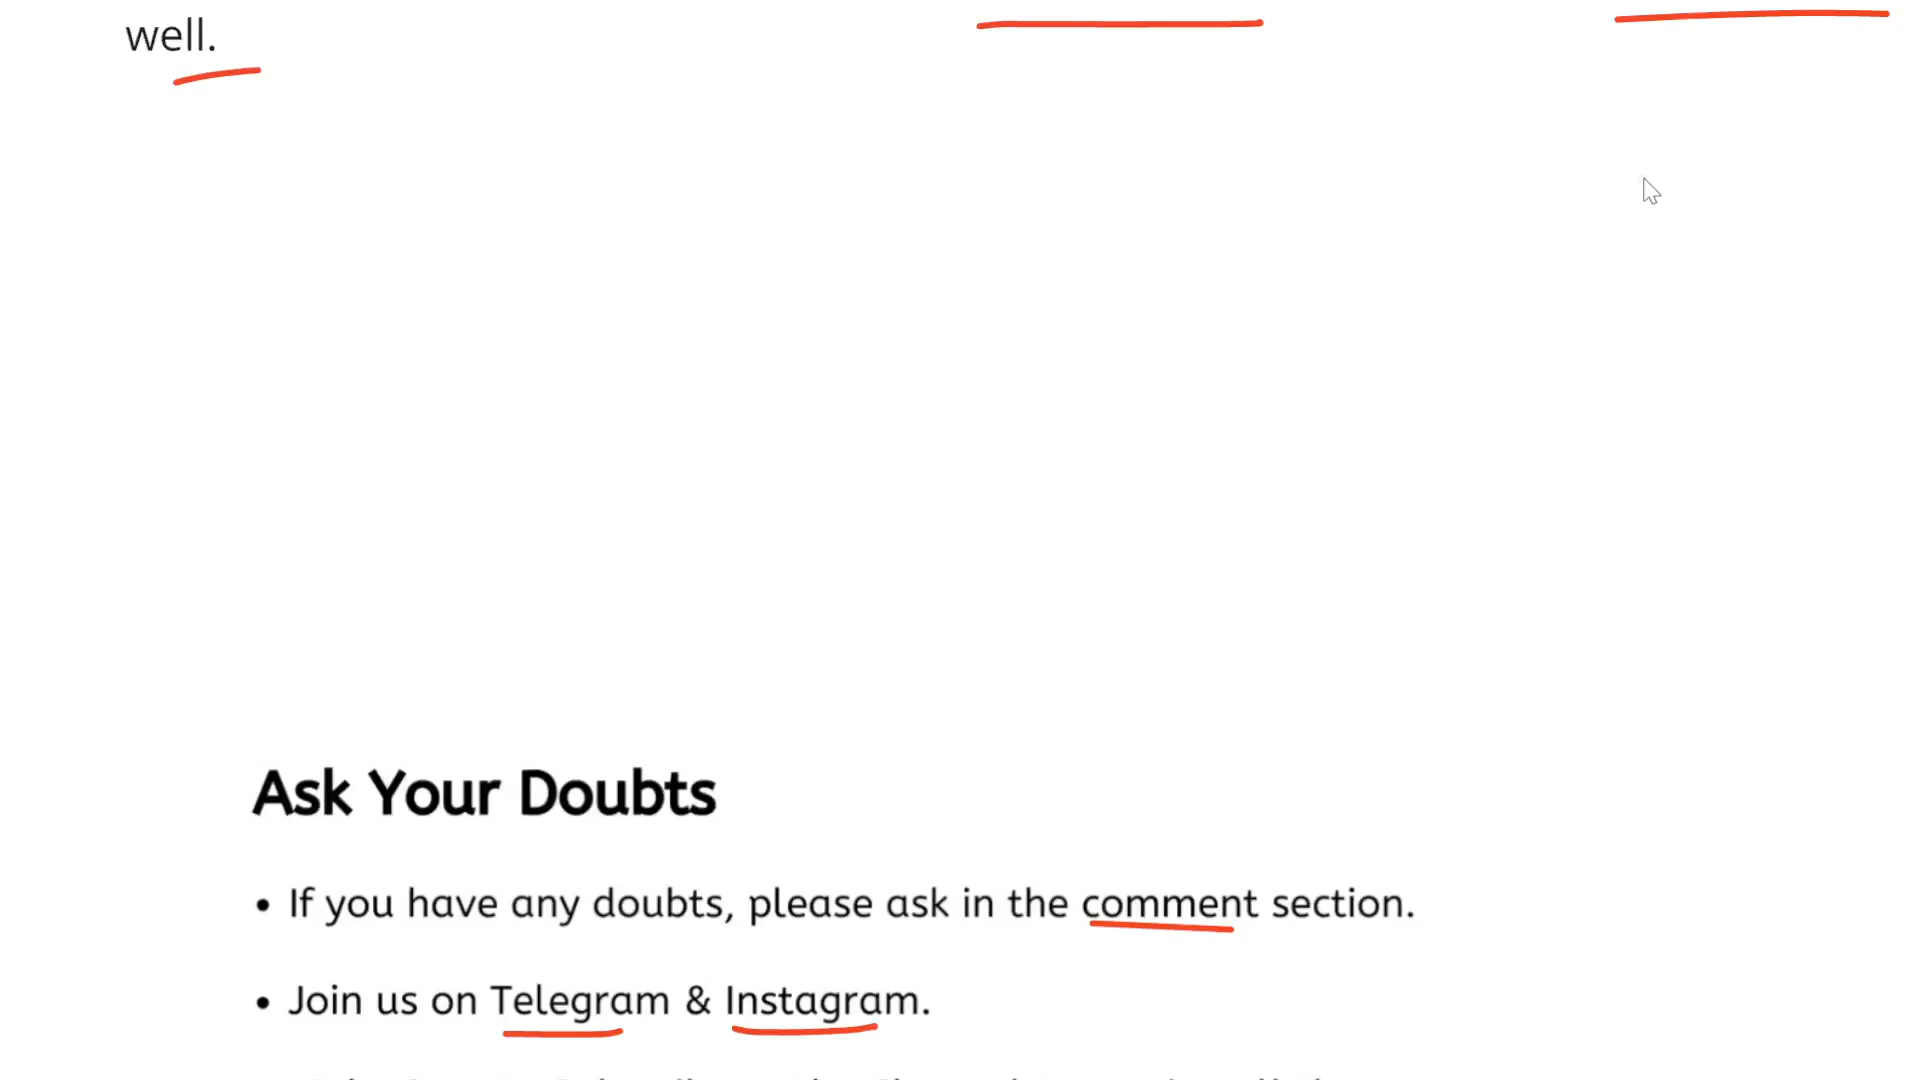 well.
Ask Your Doubts
• If you have any doubts, please ask in the comment section.
• Join us on Telegram & Instagram.